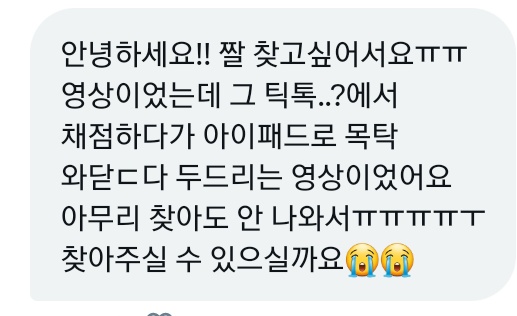 안녕하세요!! 짤 찾고싶어서요ㅠㅠ
영상이었는데 그 틱톡..?에서
채점하다가 아이패드로 목탁
와닫ㄷ다 두드리는 영상이었어요
아무리 찾아도 안 나와서ㅠㅠㅠㅠㅜ
찾아주실 수 있으실까요😭😭